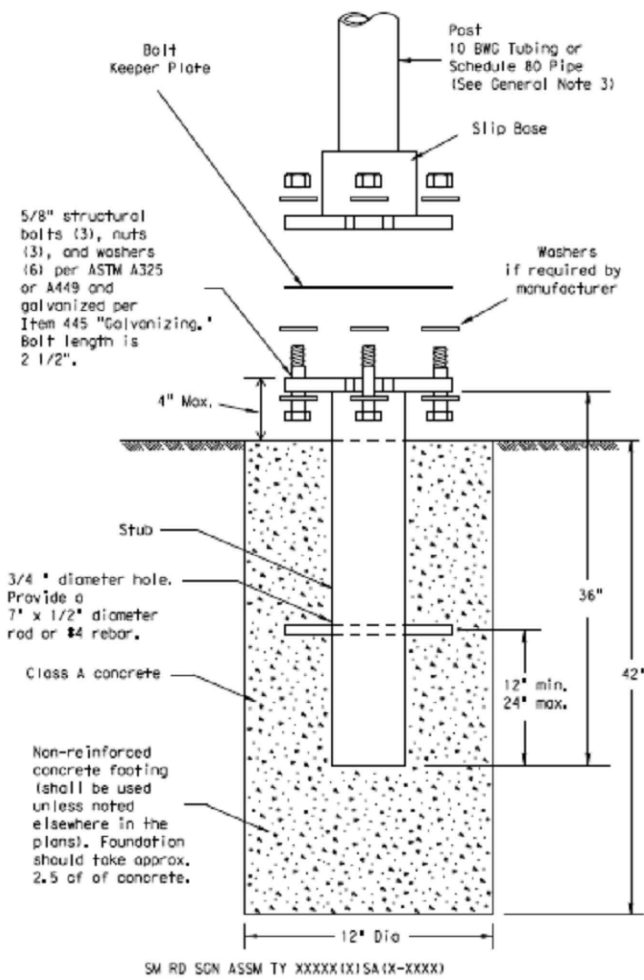 Bolt
Keeper Plate
Post
10 BWG Tubing or
Schedule 80 Pipe
(See General Note 3)
Slip Base
5/8" structural
bolts (3), nuts
(3), and washers
(6) per ASTM A325
or A449 and
galvanized per
Item 445 "Galvanizing."
Bolt length is
2 1/2".
Washers
if required by
manufacturer
4" Max.
Stub
3/4 " diameter hole.
Provide a
7" x 1/2" diameter
rod or #4 rebar.
36"
42"
12" min.
24" max.
Class A concrete
Non-reinforced
concrete footing
(shall be used
unless noted
elsewhere in the
plans). Foundation
should take approx.
2.5 cf of concrete.
12" Dia
SM RD SGN ASSM TY XXXXX(X)SA(X-XXXX)